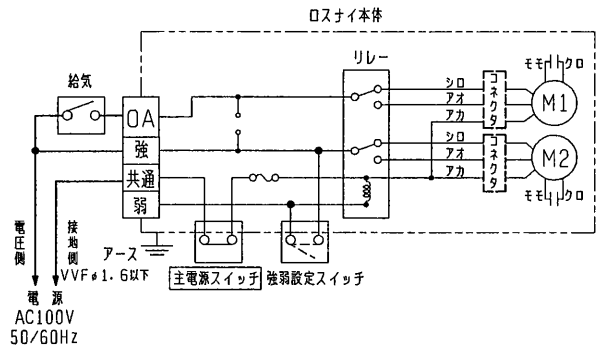 ロスナイ本体
リレー
給気
シロ
アオ
アカ
コネクタ
モモ
クロ
M1
OA
強
共通
弱
シロ
アオ
アカ
コネクタ
M2
モモ
クロ
電圧側
接地側
アース
VVFφ1.6以下
主電源スイッチ
強弱設定スイッチ
電源
AC100V
50/60Hz